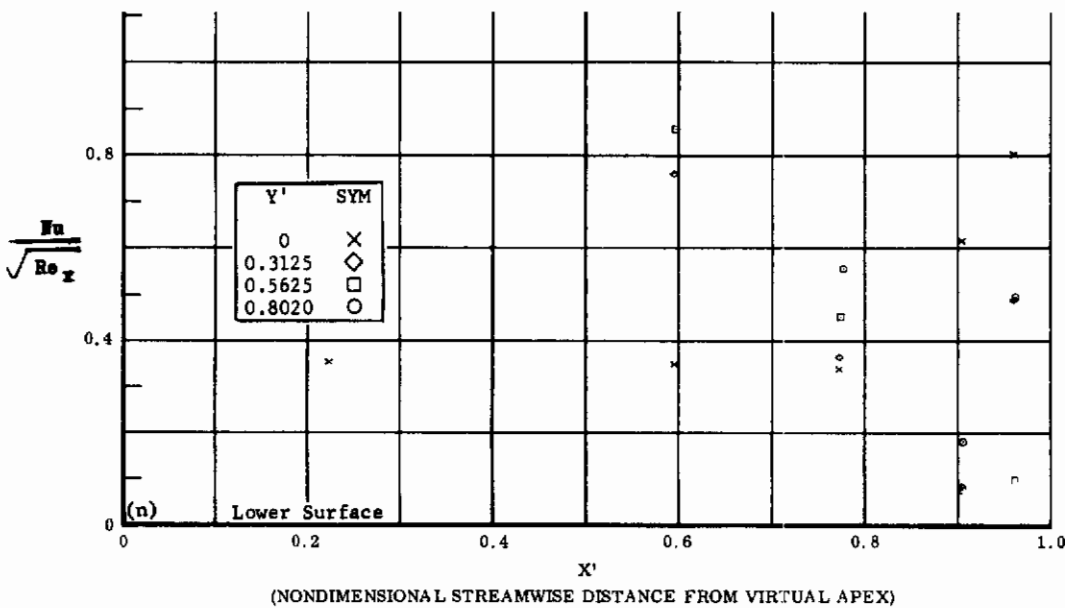 0.8
Nu
√Re_x
0.4
0
Y' SYM
0 ×
0.3125 ◇
0.5625 □
0.8020 ○
(n) Lower Surface
0 0.2 0.4 0.6 0.8 1.0
X'
(NONDIMENSIONAL STREAMWISE DISTANCE FROM VIRTUAL APEX)